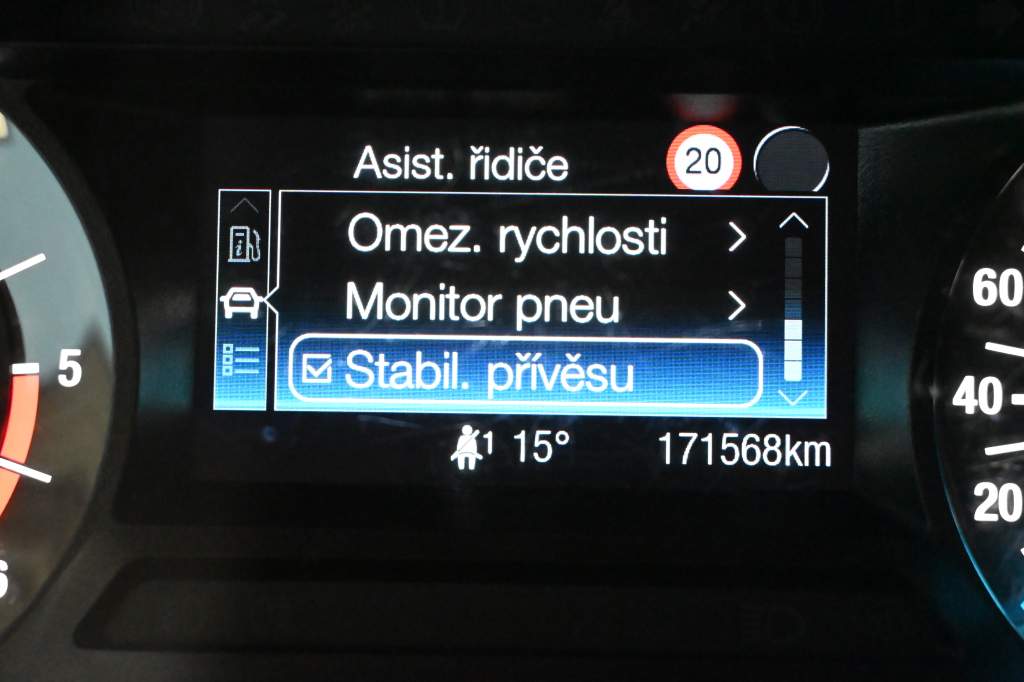 Asist. řidiče 20
Omez. rychlosti
Monitor pneu
Stabil. přívěsu
1 15° 171568km
5
60
40
20